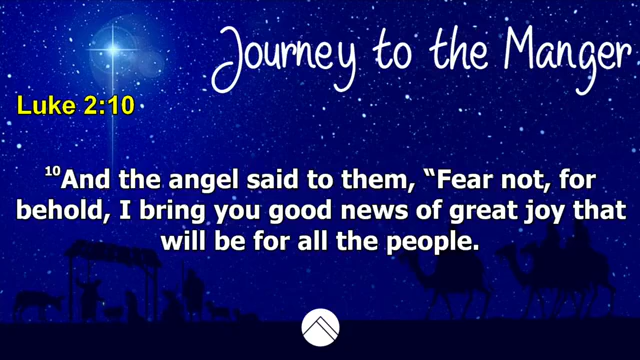 Journey to the Manger
Luke 2:10
¹⁰And the angel said to them, “Fear not, for
behold, I bring you good news of great joy that
will be for all the people.